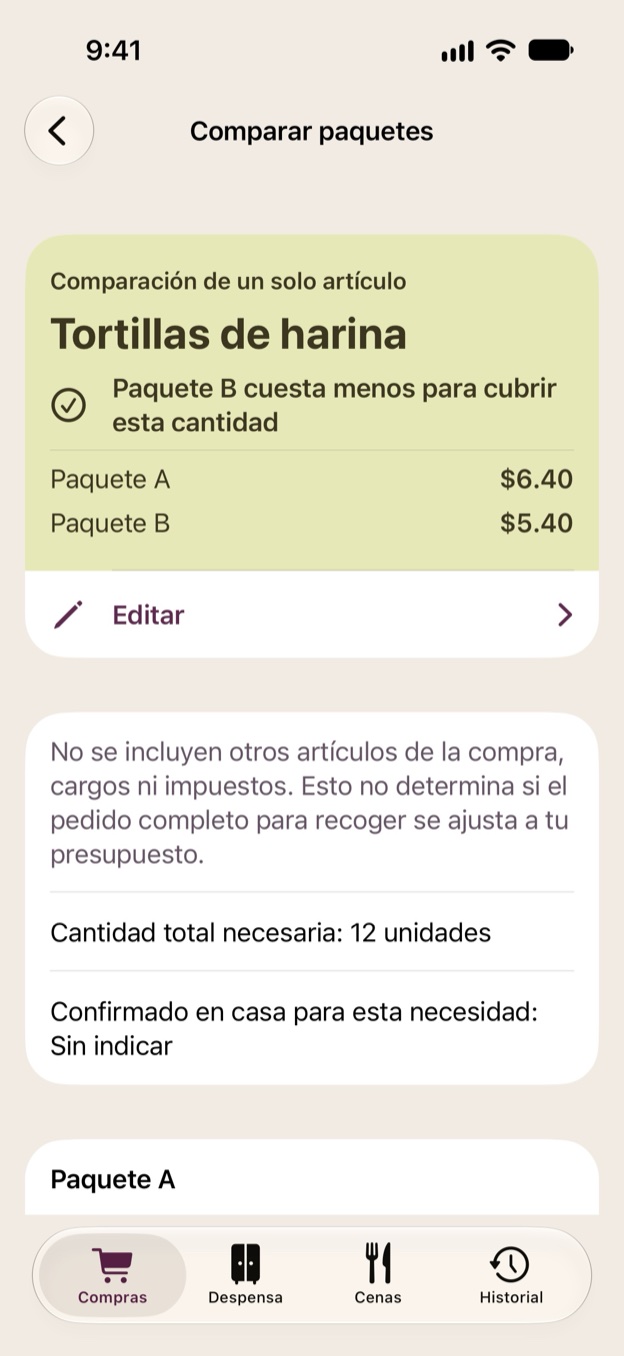 9:41
Comparar paquetes
Comparación de un solo artículo
Tortillas de harina
Paquete B cuesta menos para cubrir
esta cantidad
Paquete A $6.40
Paquete B $5.40
Editar
No se incluyen otros artículos de la compra,
cargos ni impuestos. Esto no determina si el
pedido completo para recoger se ajusta a tu
presupuesto.
Cantidad total necesaria: 12 unidades
Confirmado en casa para esta necesidad:
Sin indicar
Paquete A
Compras Despensa Cenas Historial